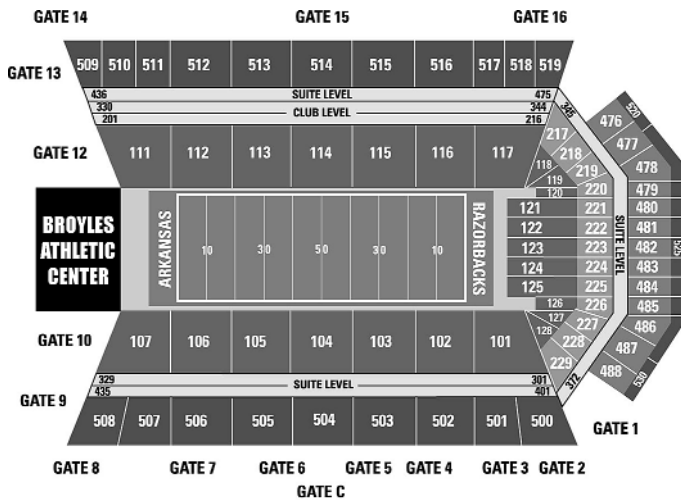 GATE 14
GATE 15
GATE 16
GATE 13
509 510 511 512 513 514 515 516 517 518 519
436 SUITE LEVEL 475
330 CLUB LEVEL 344
201 216
345
520
476
477
478
479
480
481
482
525
483
484
485
486
487
488
530
GATE 12
111 112 113 114 115 116 117
217
218
219
220
221
222
223
224
225
226
227
228
229
118
119
120
121
122
123
124
125
126
127
128
SUITE LEVEL
372
BROYLES
ATHLETIC
CENTER
ARKANSAS
10 30 50 30 10
RAZORBACKS
GATE 10
107 106 105 104 103 102 101
329 SUITE LEVEL 301
435 401
GATE 9
508 507 506 505 504 503 502 501 500
GATE 1
GATE 8 GATE 7 GATE 6 GATE 5 GATE 4 GATE 3 GATE 2
GATE C